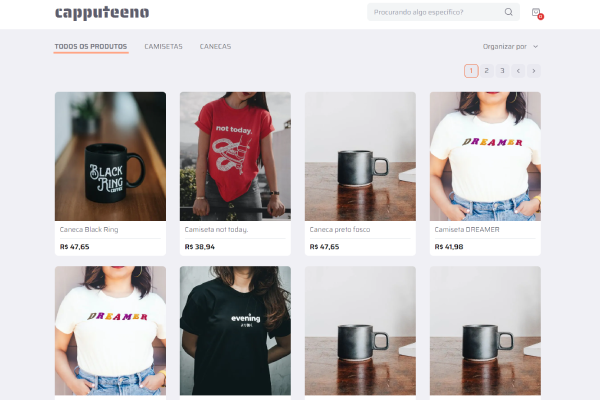 capputeeno
Procurando algo específico?
0
TODOS OS PRODUTOS
CAMISETAS
CANECAS
Organizar por
1 2 3 < >
BLACK
RING
COFFEE
not today.
DREAMER
Caneca Black Ring
Camiseta not today.
Caneca preto fosco
Camiseta DREAMER
R$ 47,65
R$ 38,94
R$ 47,65
R$ 41,98
DREAMER
evening